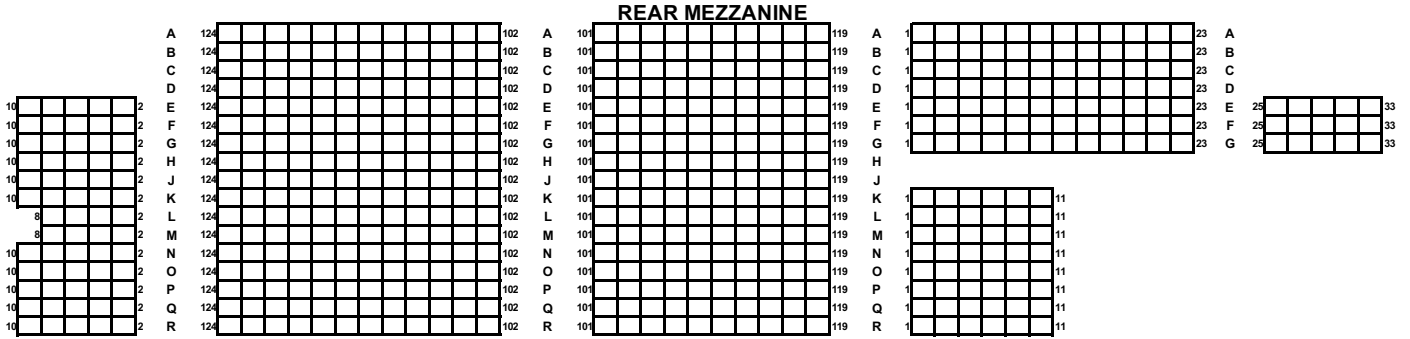 REAR MEZZANINE
A 124 102 A 101 119 A 1 23 A
B 124 102 B 101 119 B 1 23 B
C 124 102 C 101 119 C 1 23 C
D 124 102 D 101 119 D 1 23 D
10 2 E 124 102 E 101 119 E 1 23 E 25 33
10 2 F 124 102 F 101 119 F 1 23 F 25 33
10 2 G 124 102 G 101 119 G 1 23 G 25 33
10 2 H 124 102 H 101 119 H
10 2 J 124 102 J 101 119 J
10 2 K 124 102 K 101 119 K 1 11
8 2 L 124 102 L 101 119 L 1 11
8 2 M 124 102 M 101 119 M 1 11
10 2 N 124 102 N 101 119 N 1 11
10 2 O 124 102 O 101 119 O 1 11
10 2 P 124 102 P 101 119 P 1 11
10 2 Q 124 102 Q 101 119 Q 1 11
10 2 R 124 102 R 101 119 R 1 11